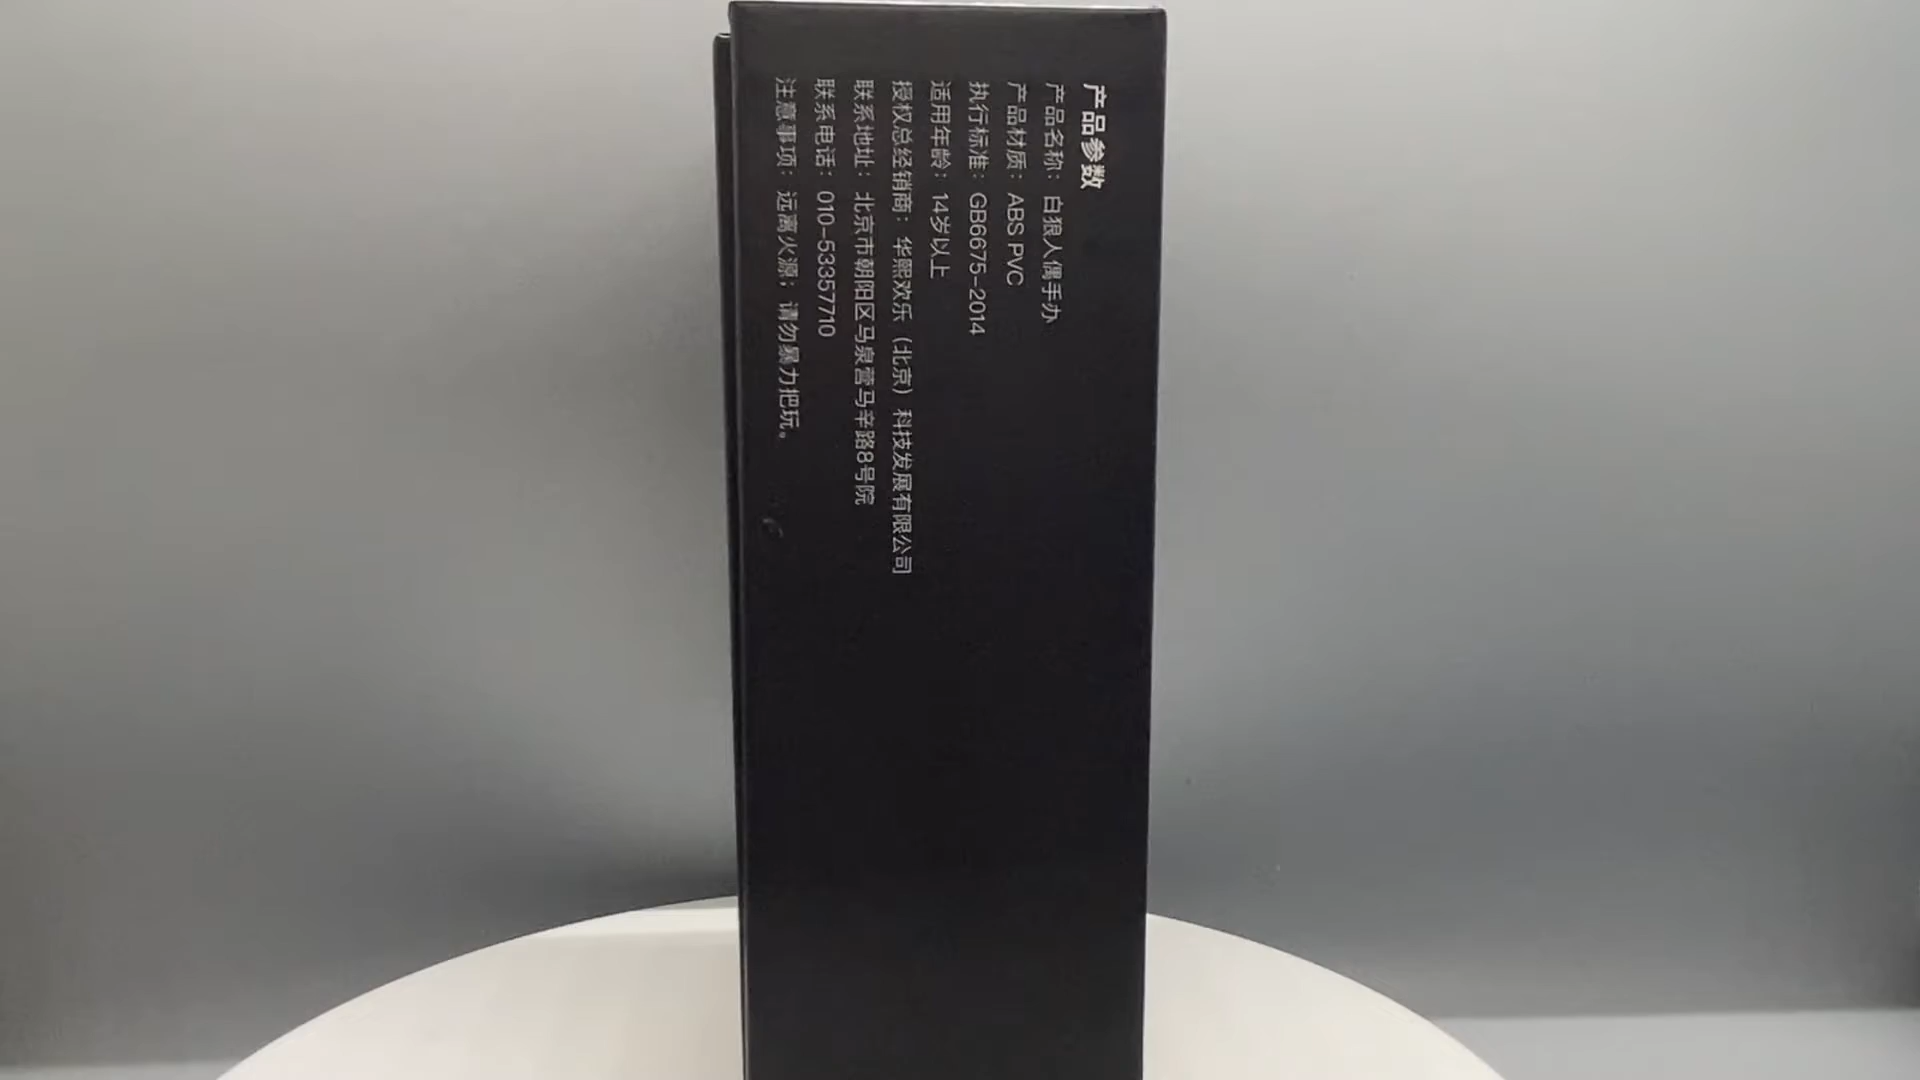 产品参数
产品名称：白狼人偶手办
产品材质：ABS PVC
执行标准：GB6675-2014
适用年龄：14岁以上
授权总经销商：华熙欢乐（北京）科技发展有限公司
联系地址：北京市朝阳区马泉营马辛路8号院
联系电话：010-53357710
注意事项：远离火源；请勿暴力把玩。